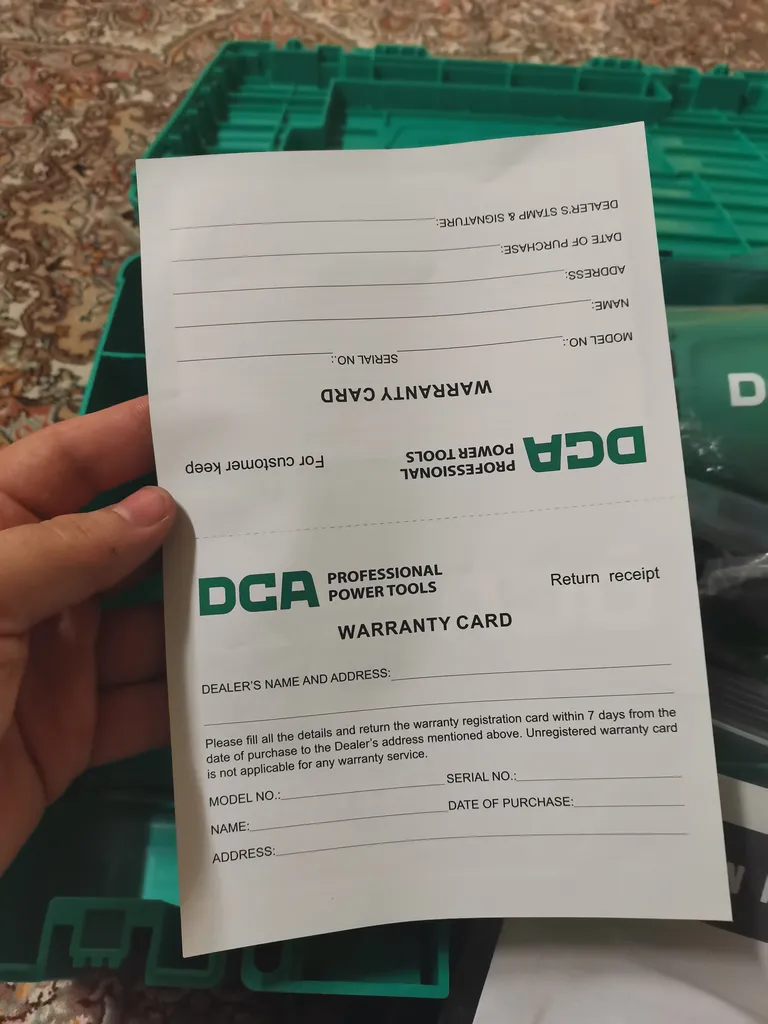 DEALER'S STAMP & SIGNATURE:
DATE OF PURCHASE:
ADDRESS:
NAME:
MODEL NO.: SERIAL NO.:
WARRANTY CARD
DCA PROFESSIONAL POWER TOOLS For customer keep
DCA PROFESSIONAL POWER TOOLS Return receipt
WARRANTY CARD
DEALER'S NAME AND ADDRESS:
Please fill all the details and return the warranty registration card within 7 days from the
date of purchase to the Dealer's address mentioned above. Unregistered warranty card
is not applicable for any warranty service.
MODEL NO.: SERIAL NO.:
NAME: DATE OF PURCHASE:
ADDRESS:
D